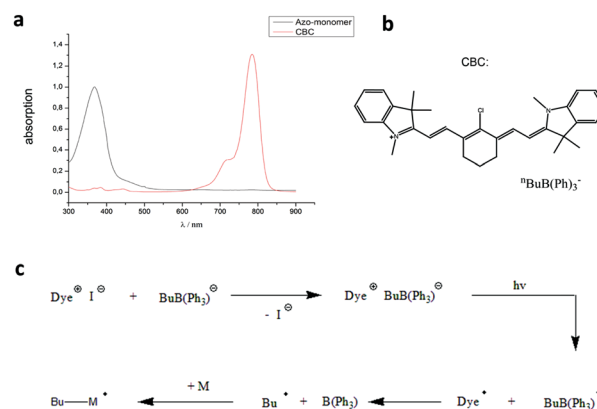 a
Azo-monomer
CBC
1,4
1,2
1,0
0,8
0,6
0,4
0,2
0,0
absorption
300 400 500 600 700 800 900
λ / nm
b
CBC:
Cl
N
+
N
ⁿBuB(Ph)₃⁻
c
Dye⊕ I⊖ + BuB(Ph₃)⊖
- I⊖
Dye⊕ BuB(Ph₃)⊖
hν
Bu—M• + M Bu• + B(Ph₃) Dye• + BuB(Ph₃)